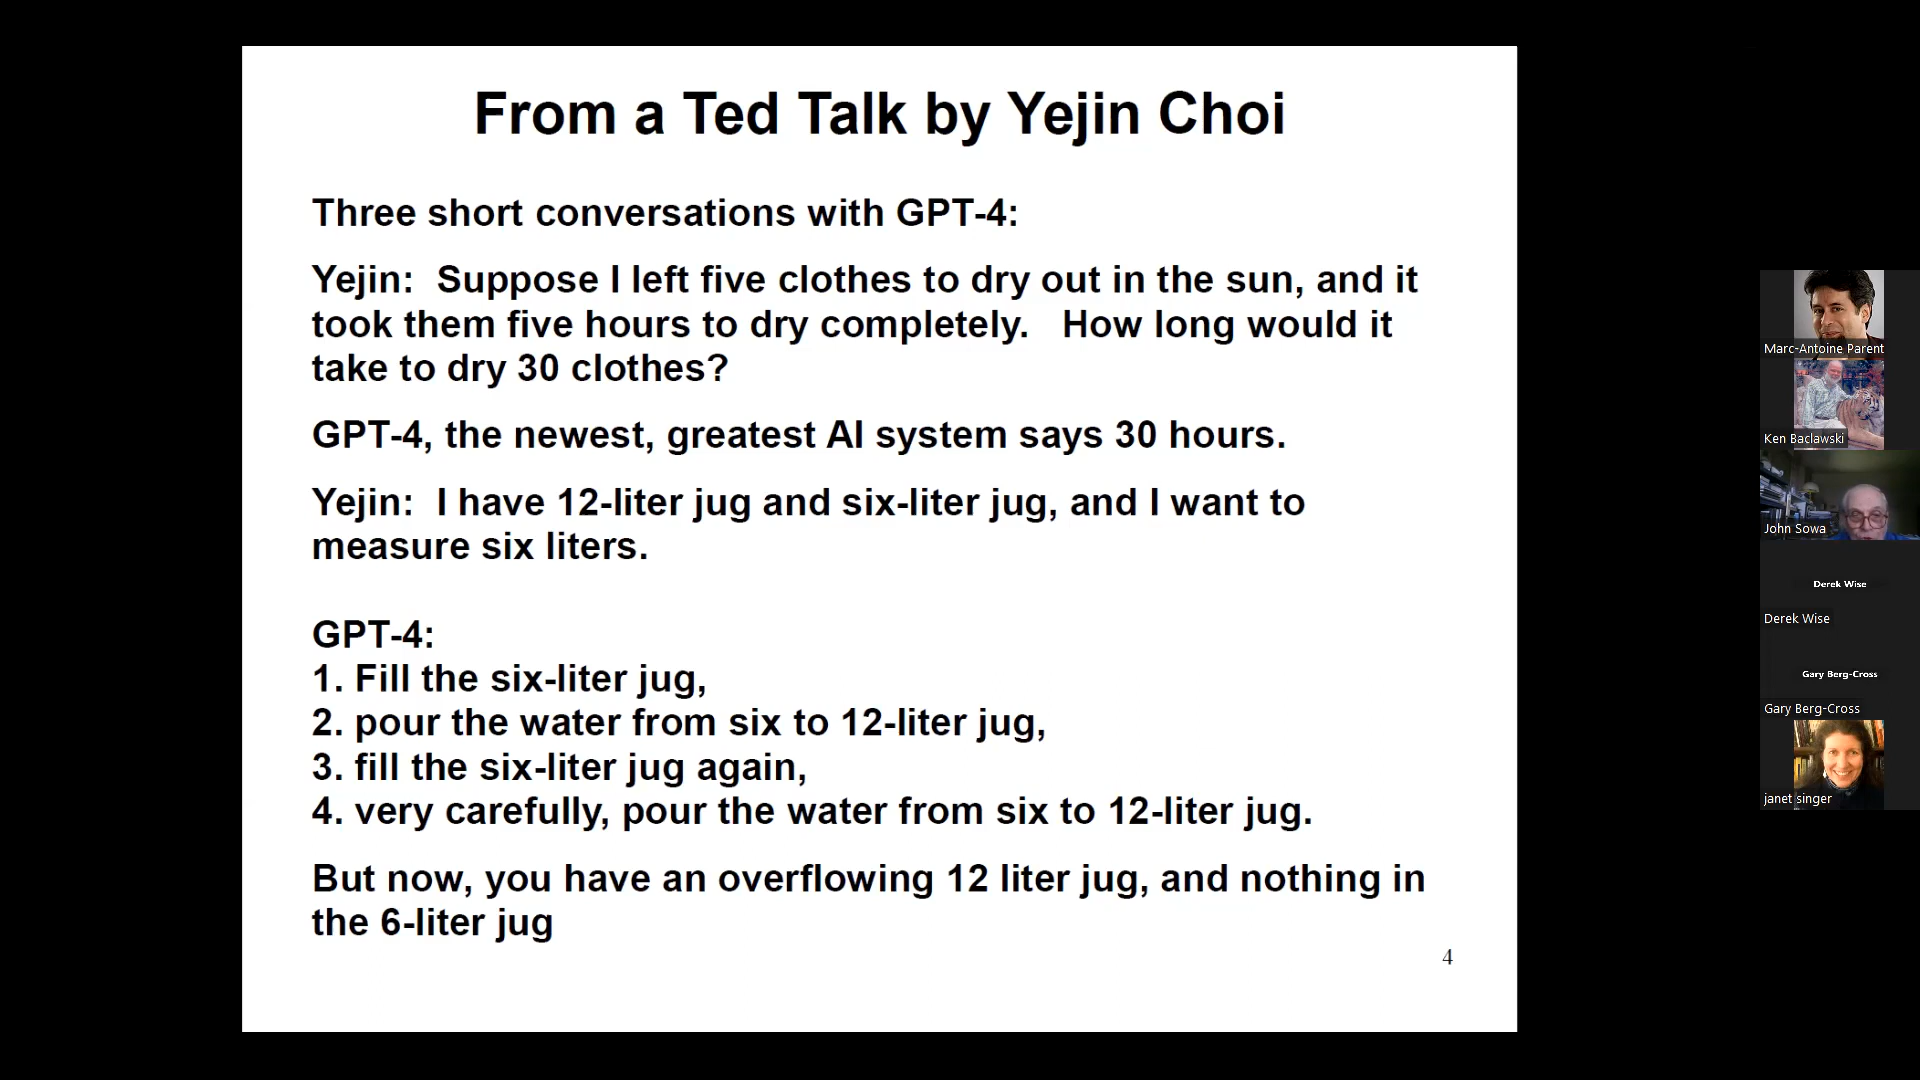 From a Ted Talk by Yejin Choi
Three short conversations with GPT-4:
Yejin:  Suppose I left five clothes to dry out in the sun, and it
took them five hours to dry completely.   How long would it
take to dry 30 clothes?
GPT-4, the newest, greatest AI system says 30 hours.
Yejin:  I have 12-liter jug and six-liter jug, and I want to
measure six liters.
GPT-4:
1. Fill the six-liter jug,
2. pour the water from six to 12-liter jug,
3. fill the six-liter jug again,
4. very carefully, pour the water from six to 12-liter jug.
But now, you have an overflowing 12 liter jug, and nothing in
the 6-liter jug
4
Marc-Antoine Parent
Ken Baclawski
John Sowa
Derek Wise
Derek Wise
Gary Berg-Cross
Gary Berg-Cross
janet singer